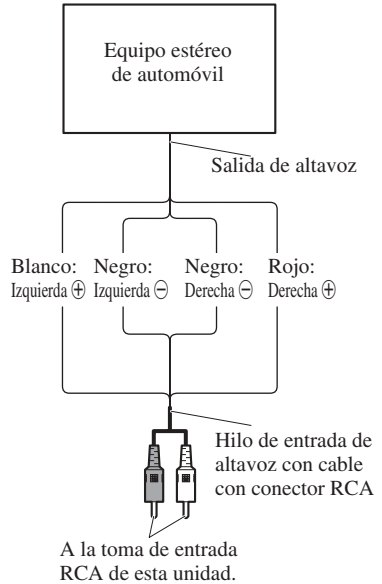 Equipo estéreo
de automóvil
Salida de altavoz
Blanco:
Izquierda ⊕
Negro:
Izquierda ⊖
Negro:
Derecha ⊖
Rojo:
Derecha ⊕
Hilo de entrada de
altavoz con cable
con conector RCA
A la toma de entrada
RCA de esta unidad.